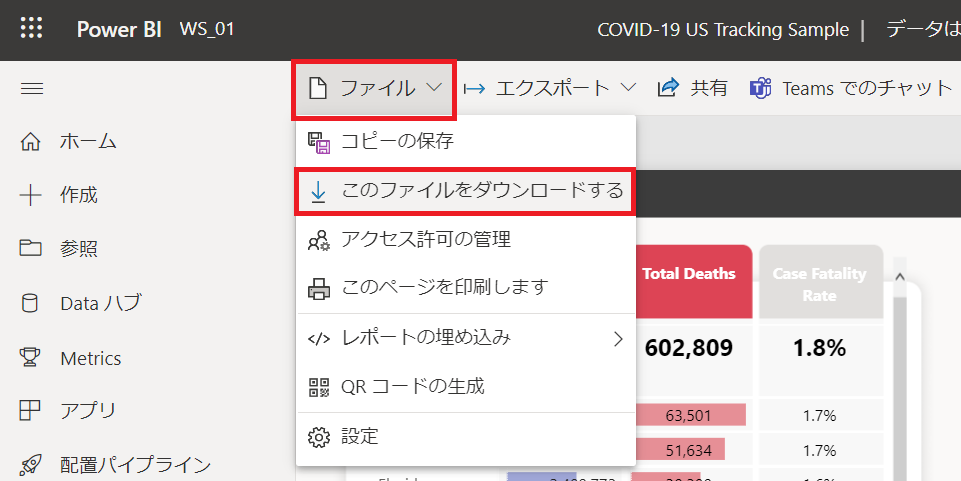 Power BI WS_01 COVID-19 US Tracking Sample | データは
ファイル エクスポート 共有 Teams でのチャット
ホーム
作成
参照
Data ハブ
Metrics
アプリ
配置パイプライン
コピーの保存
このファイルをダウンロードする
アクセス許可の管理
このページを印刷します
レポートの埋め込み
QR コードの生成
設定
Total Deaths
Case Fatality
Rate
602,809 1.8%
63,501 1.7%
51,634 1.7%